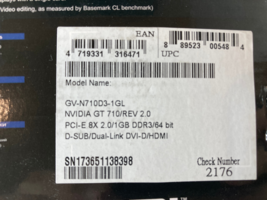 Video editing, as measured by Basemark CL benchmark)
EAN
4 719331 316471
8 89523 00548 4
UPC
Model Name:
GV-N710D3-1GL
NVIDIA GT 710/REV 2.0
PCI-E 8X 2.0/1GB DDR3/64 bit
D-SUB/Dual-Link DVI-D/HDMI
SN173651138398
Check Number
2176